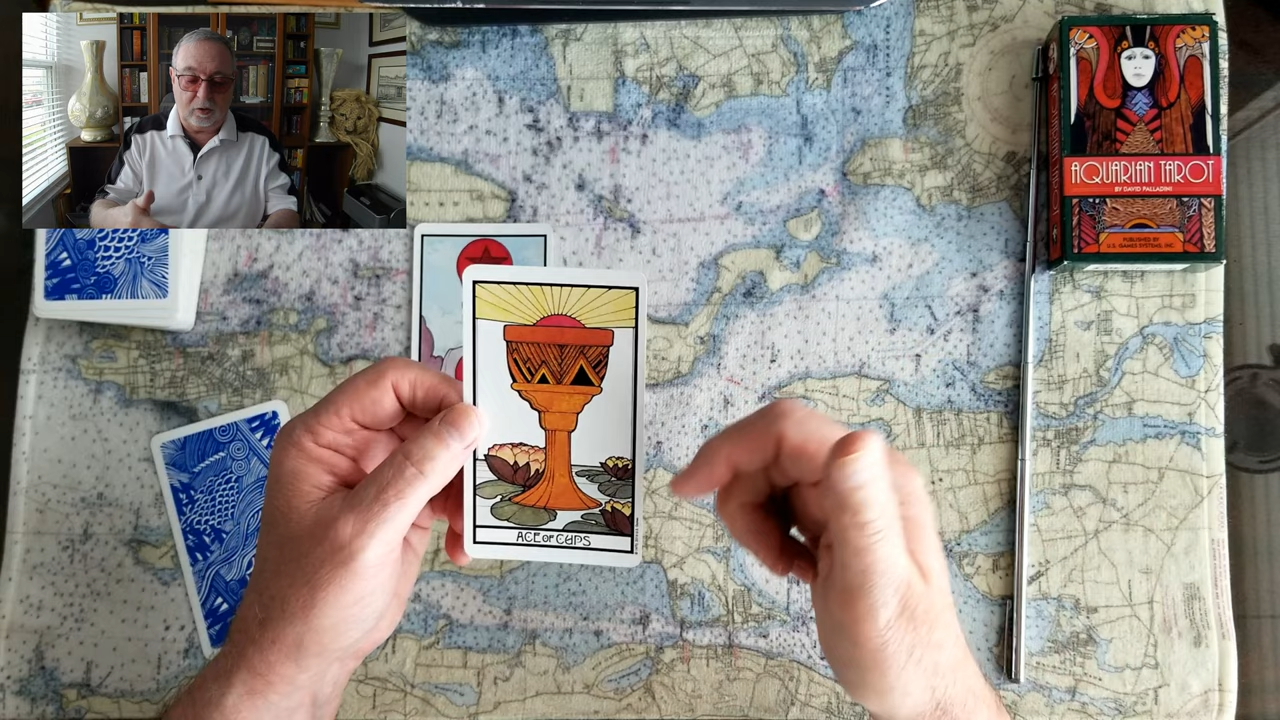 AQUARIAN TAROT
BY DAVID PALLADINI
PUBLISHED BY
U.S. GAMES SYSTEMS, INC.
ACE OF CUPS